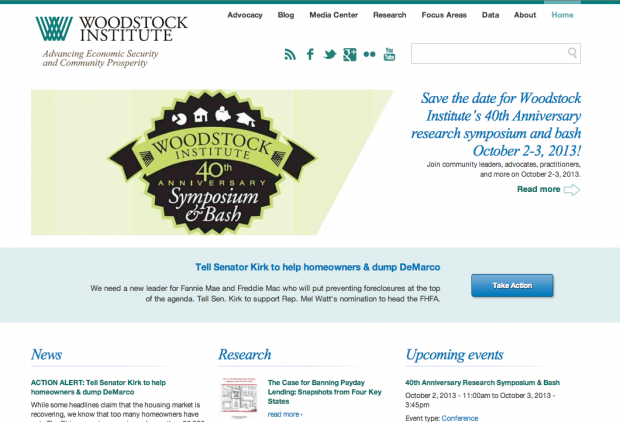 WOODSTOCK
INSTITUTE
Advancing Economic Security
and Community Prosperity
Advocacy Blog Media Center Research Focus Areas Data About Home
You
Tube
WOODSTOCK
INSTITUTE
40th
ANNIVERSARY
Symposium
& Bash
Save the date for Woodstock
Institute's 40th Anniversary
research symposium and bash
October 2-3, 2013!
Join community leaders, advocates, practitioners,
and more on October 2-3, 2013.
Read more
Tell Senator Kirk to help homeowners & dump DeMarco
We need a new leader for Fannie Mae and Freddie Mac who will put preventing foreclosures at the top
of the agenda. Tell Sen. Kirk to support Rep. Mel Watt's nomination to head the FHFA.
Take Action
News
ACTION ALERT: Tell Senator Kirk to help
homeowners & dump DeMarco
While some headlines claim that the housing market is
recovering, we know that too many homeowners have
Research
The Case for Banning Payday
Lending: Snapshots from Four Key
States
read more ›
Upcoming events
40th Anniversary Research Symposium & Bash
October 2, 2013 - 11:00am to October 3, 2013 -
3:45pm
Event type: Conference